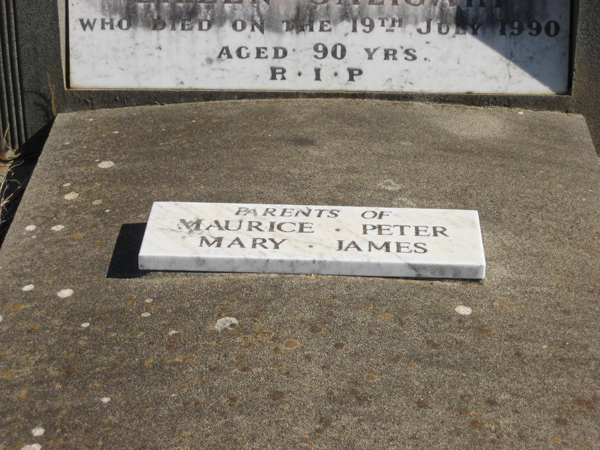 WHO DIED ON THE 19TH JULY 1990
AGED 90 YRS.
R · I · P
PARENTS OF
MAURICE · PETER
MARY · JAMES